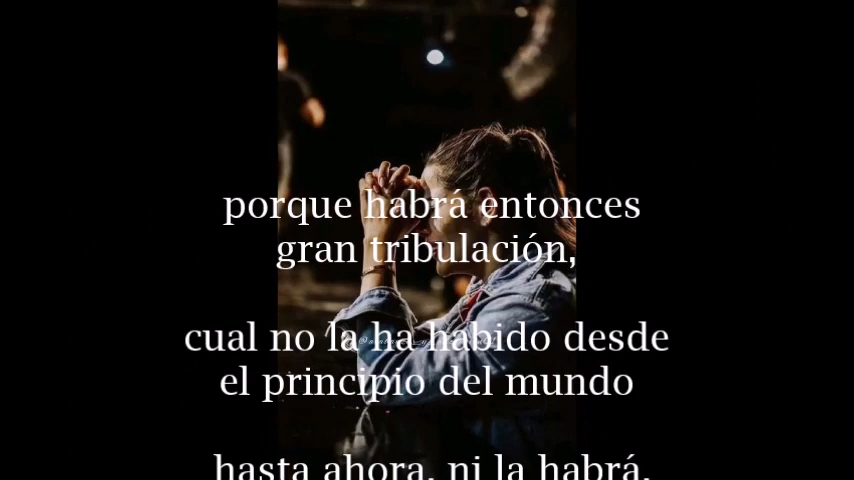 porque habrá entonces
gran tribulación,
cual no la ha habido desde
el principio del mundo
hasta ahora, ni la habrá.